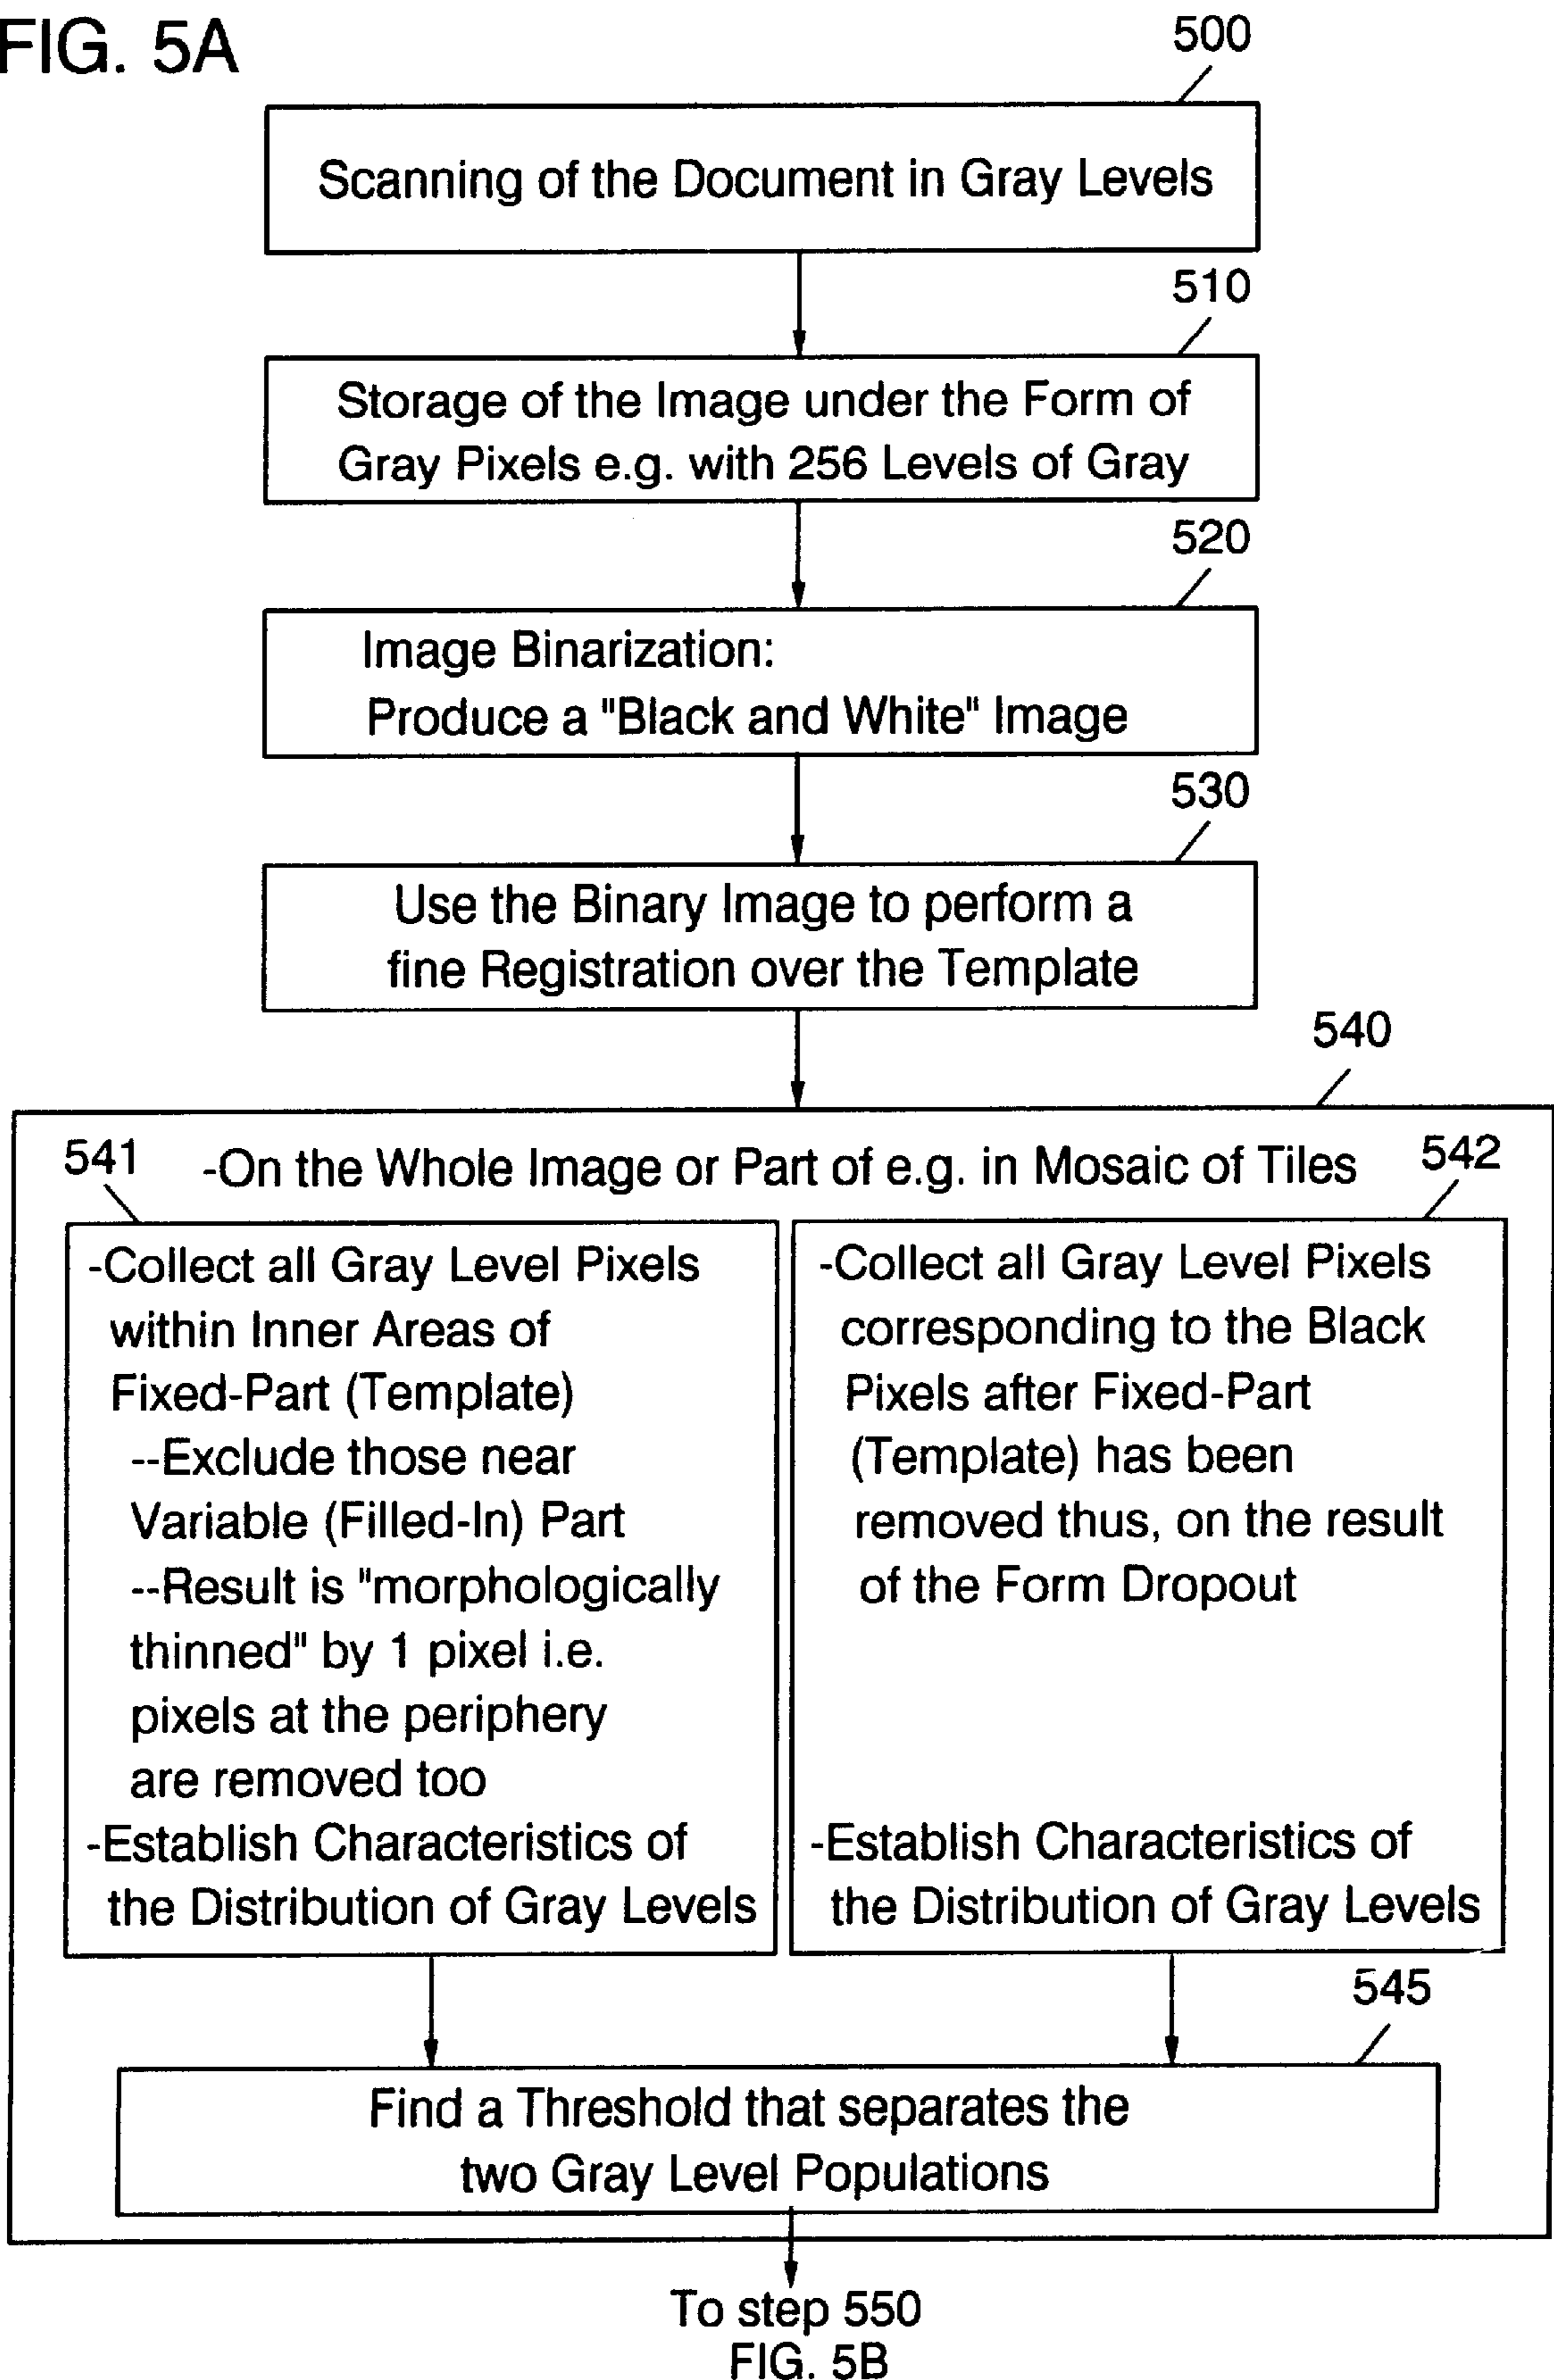 FIG. 5A
500
Scanning of the Document in Gray Levels
510
Storage of the Image under the Form of
Gray Pixels e.g. with 256 Levels of Gray
520
Image Binarization:
Produce a "Black and White" Image
530
Use the Binary Image to perform a
fine Registration over the Template
540
-On the Whole Image or Part of e.g. in Mosaic of Tiles
541
-Collect all Gray Level Pixels
within Inner Areas of
Fixed-Part (Template)
--Exclude those near
Variable (Filled-In) Part
--Result is "morphologically
thinned" by 1 pixel i.e.
pixels at the periphery
are removed too
-Establish Characteristics of
the Distribution of Gray Levels
542
-Collect all Gray Level Pixels
corresponding to the Black
Pixels after Fixed-Part
(Template) has been
removed thus, on the result
of the Form Dropout
-Establish Characteristics of
the Distribution of Gray Levels
545
Find a Threshold that separates the
two Gray Level Populations
To step 550
FIG. 5B